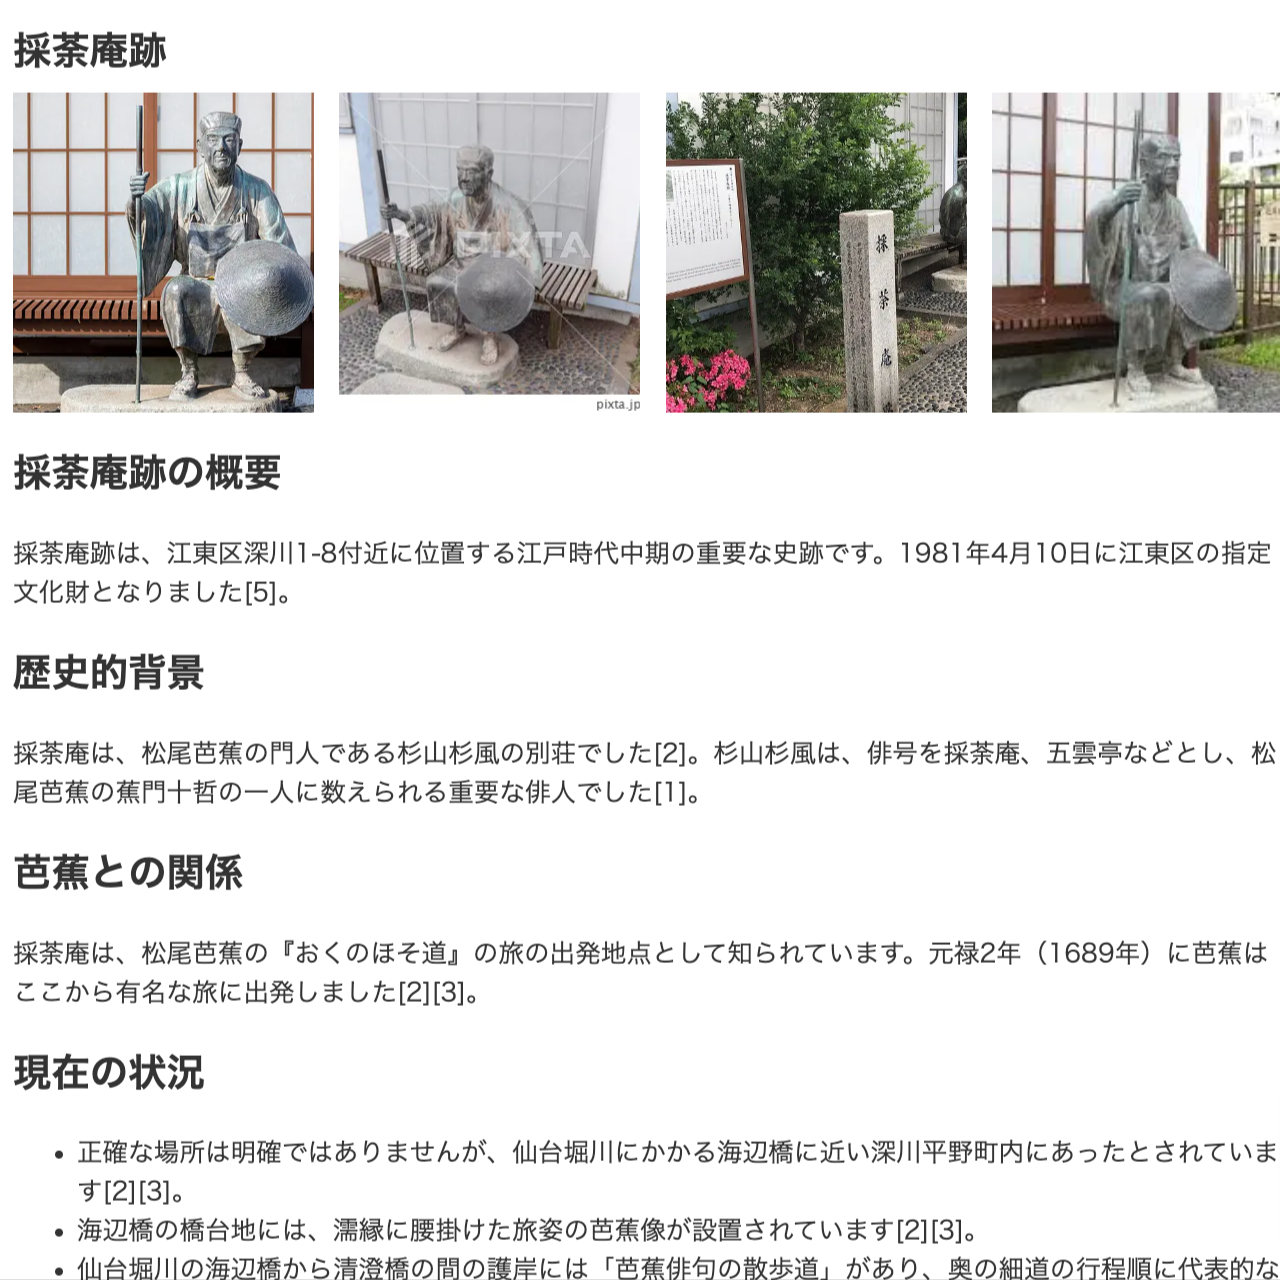 採荼庵跡
PIXTA
pixta.jp
採
荼
庵
採荼庵跡の概要
採荼庵跡は、江東区深川1-8付近に位置する江戸時代中期の重要な史跡です。1981年4月10日に江東区の指定
文化財となりました[5]。
歴史的背景
採荼庵は、松尾芭蕉の門人である杉山杉風の別荘でした[2]。杉山杉風は、俳号を採荼庵、五雲亭などとし、松
尾芭蕉の蕉門十哲の一人に数えられる重要な俳人でした[1]。
芭蕉との関係
採荼庵は、松尾芭蕉の『おくのほそ道』の旅の出発地点として知られています。元禄2年（1689年）に芭蕉は
ここから有名な旅に出発しました[2][3]。
現在の状況
• 正確な場所は明確ではありませんが、仙台堀川にかかる海辺橋に近い深川平野町内にあったとされていま
す[2][3]。
• 海辺橋の橋台地には、濡縁に腰掛けた旅姿の芭蕉像が設置されています[2][3]。
• 仙台堀川の海辺橋から清澄橋の間の護岸には「芭蕉俳句の散歩道」があり、奥の細道の行程順に代表的な